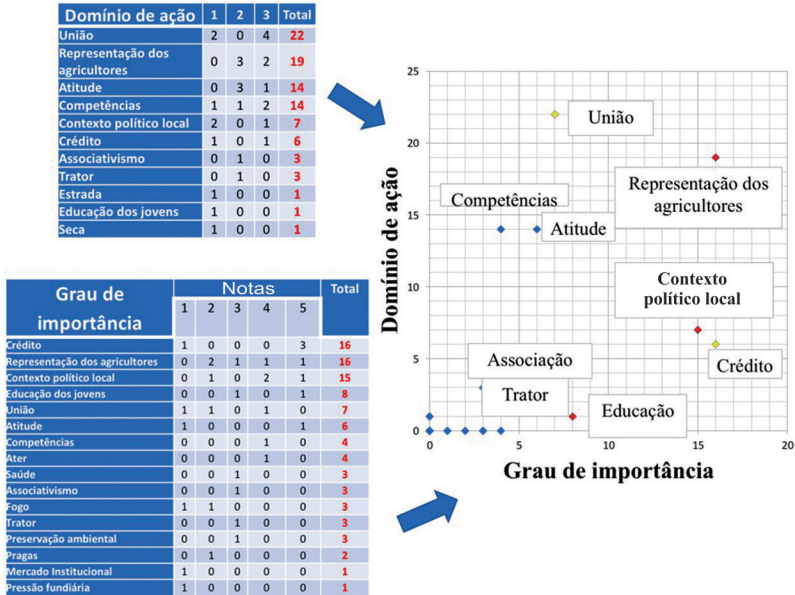 Domínio de ação 1 2 3 Total
União 2 0 4 22
Representação dos
agricultores 0 3 2 19
Atitude 0 3 1 14
Competências 1 1 2 14
Contexto político local 2 0 1 7
Crédito 1 0 1 6
Associativismo 0 1 0 3
Trator 0 1 0 3
Estrada 1 0 0 1
Educação dos jovens 1 0 0 1
Seca 1 0 0 1
Grau de
importância
Notas
Total
1 2 3 4 5
Crédito 1 0 0 0 3 16
Representação dos agricultores 0 2 1 1 1 16
Contexto político local 0 1 0 2 1 15
Educação dos jovens 0 0 1 0 1 8
União 1 1 0 1 0 7
Atitude 1 0 0 0 1 6
Competências 0 0 0 1 0 4
Ater 0 0 0 1 0 4
Saúde 0 0 1 0 0 3
Associativismo 0 0 1 0 0 3
Fogo 1 1 0 0 0 3
Trator 0 0 1 0 0 3
Preservação ambiental 0 0 1 0 0 3
Pragas 0 1 0 0 0 2
Mercado Institucional 1 0 0 0 0 1
Pressão fundiária 1 0 0 0 0 1
Domínio de ação
25
20
15
10
5
0
União
Representação dos
agricultores
Competências
Atitude
Contexto
político local
Crédito
Associação
Trator
Educação
0 5 10 15 20
Grau de importância